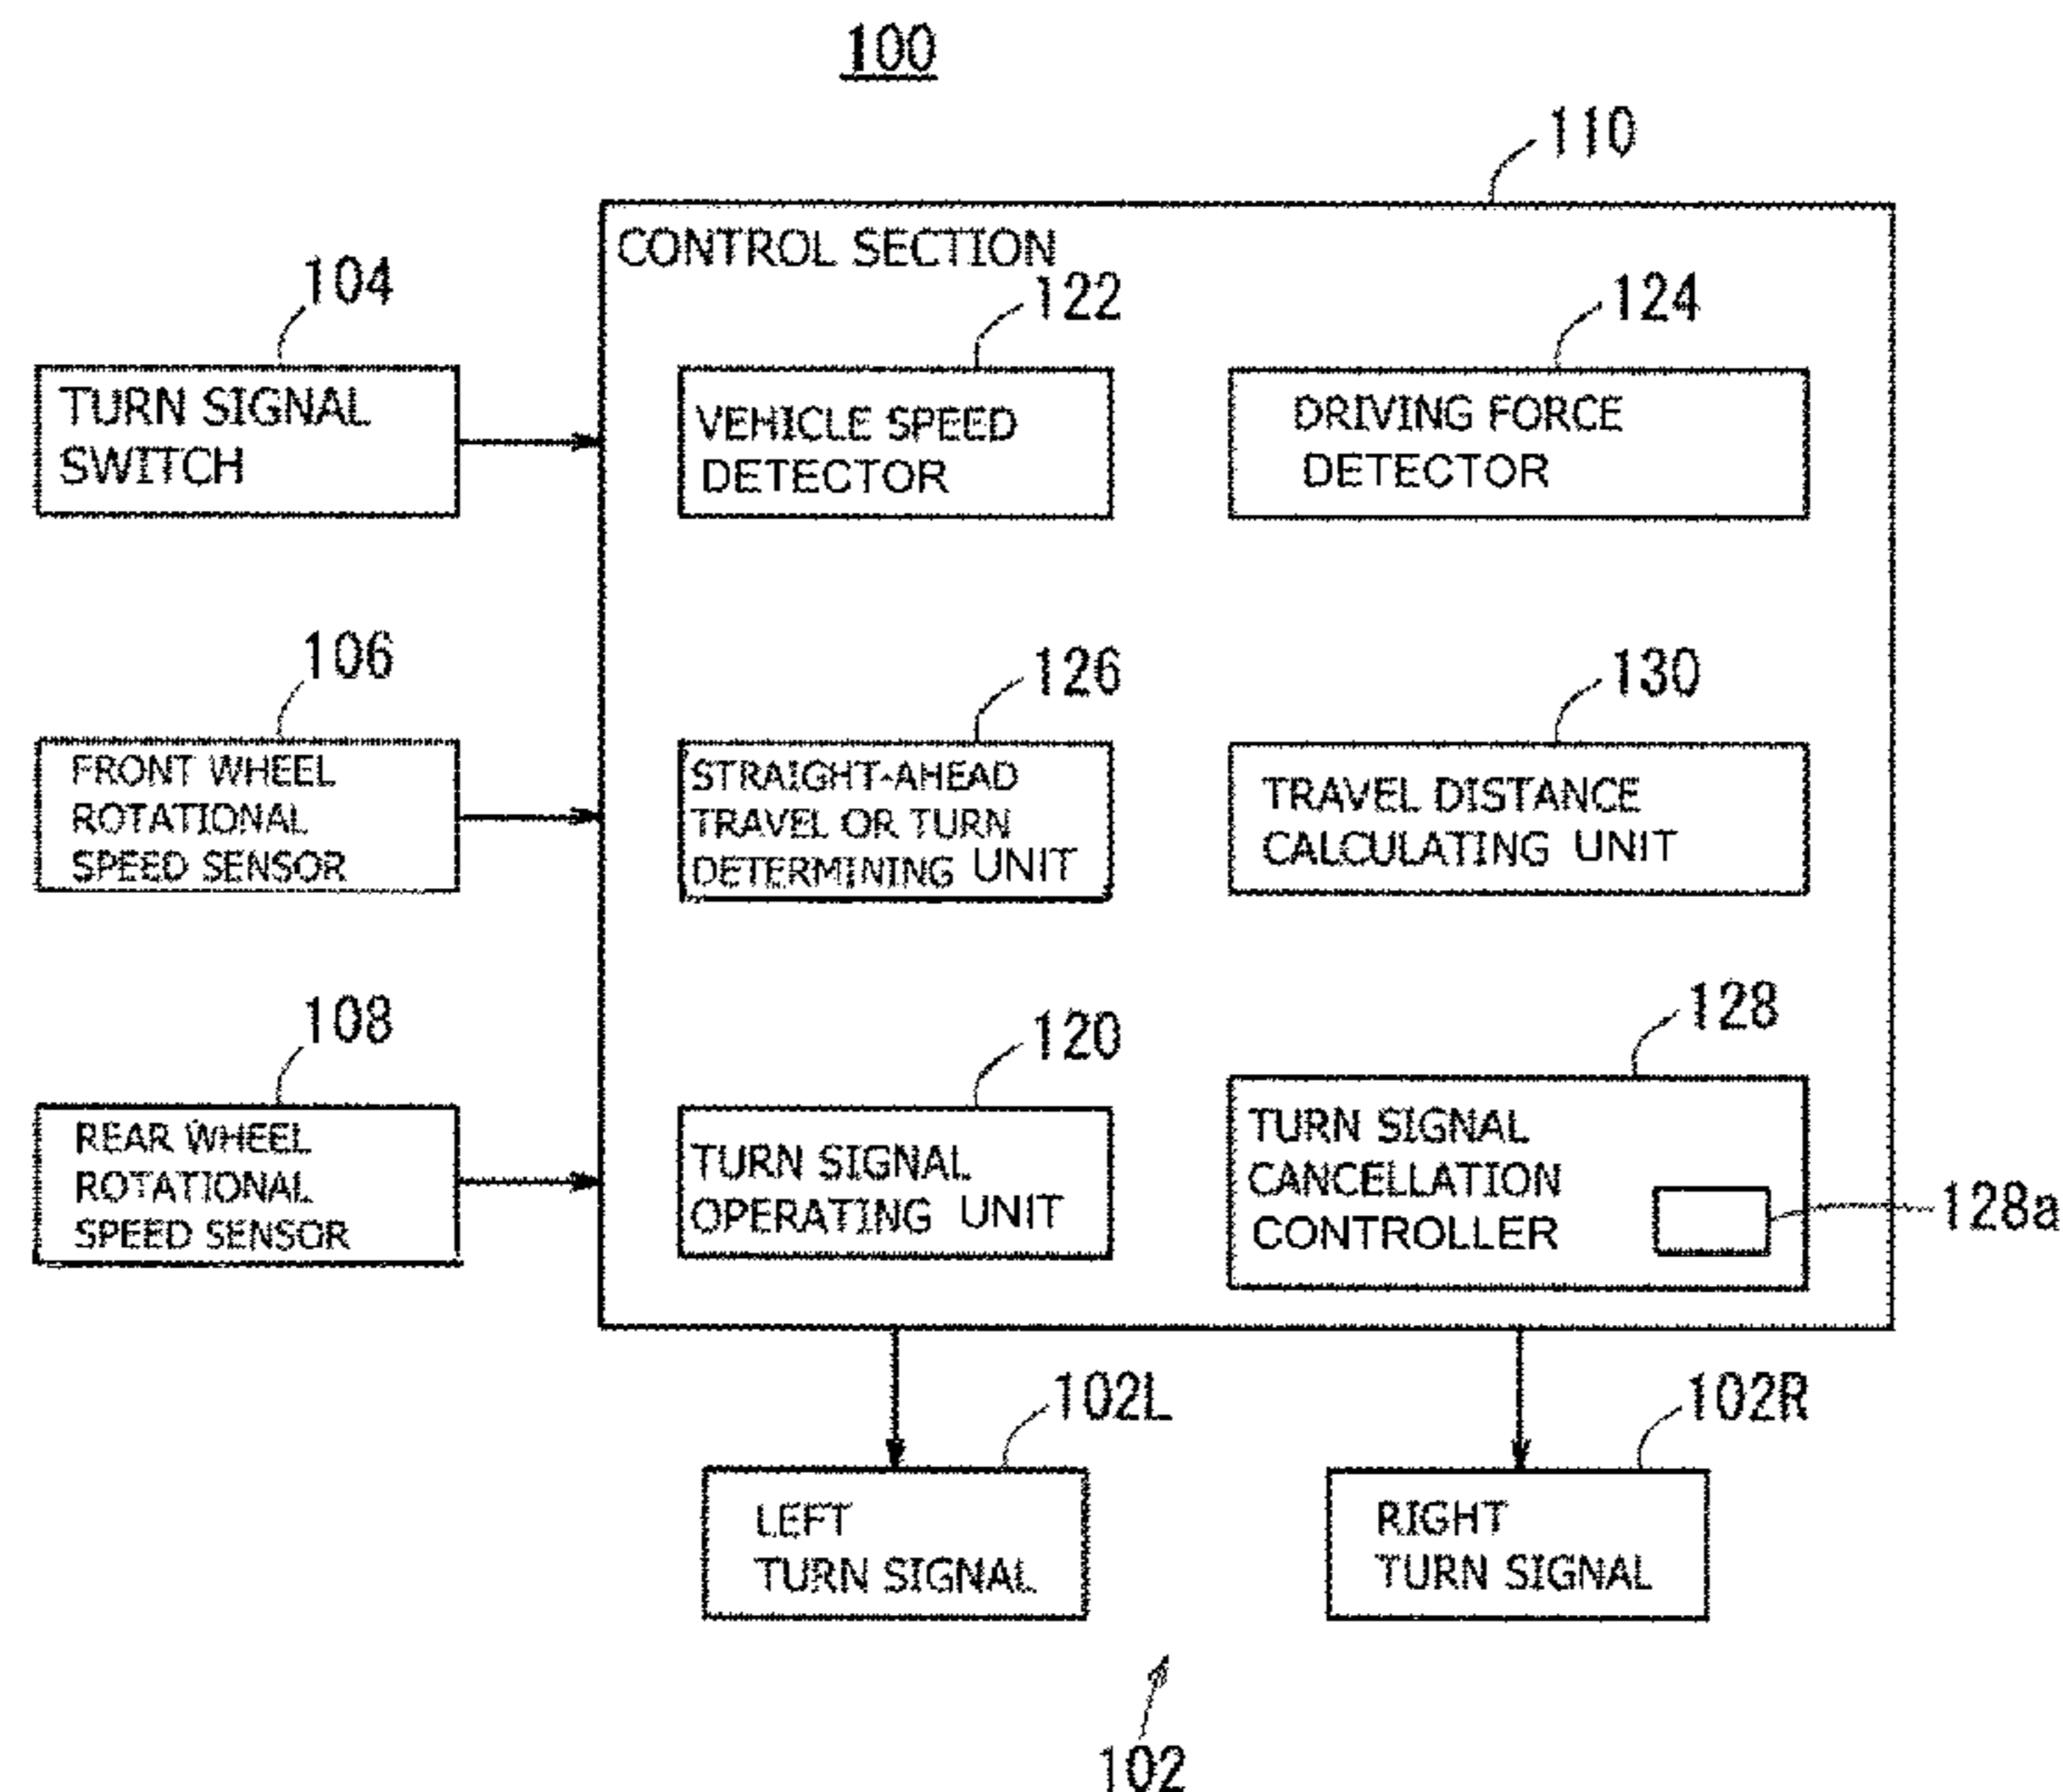 100
110
CONTROL SECTION
104
TURN SIGNAL
SWITCH
122
VEHICLE SPEED
DETECTOR
124
DRIVING FORCE
DETECTOR
106
FRONT WHEEL
ROTATIONAL
SPEED SENSOR
126
STRAIGHT-AHEAD
TRAVEL OR TURN
DETERMINING UNIT
130
TRAVEL DISTANCE
CALCULATING UNIT
108
REAR WHEEL
ROTATIONAL
SPEED SENSOR
120
TURN SIGNAL
OPERATING UNIT
128
TURN SIGNAL
CANCELLATION
CONTROLLER
128a
102L
LEFT
TURN SIGNAL
102R
RIGHT
TURN SIGNAL
102